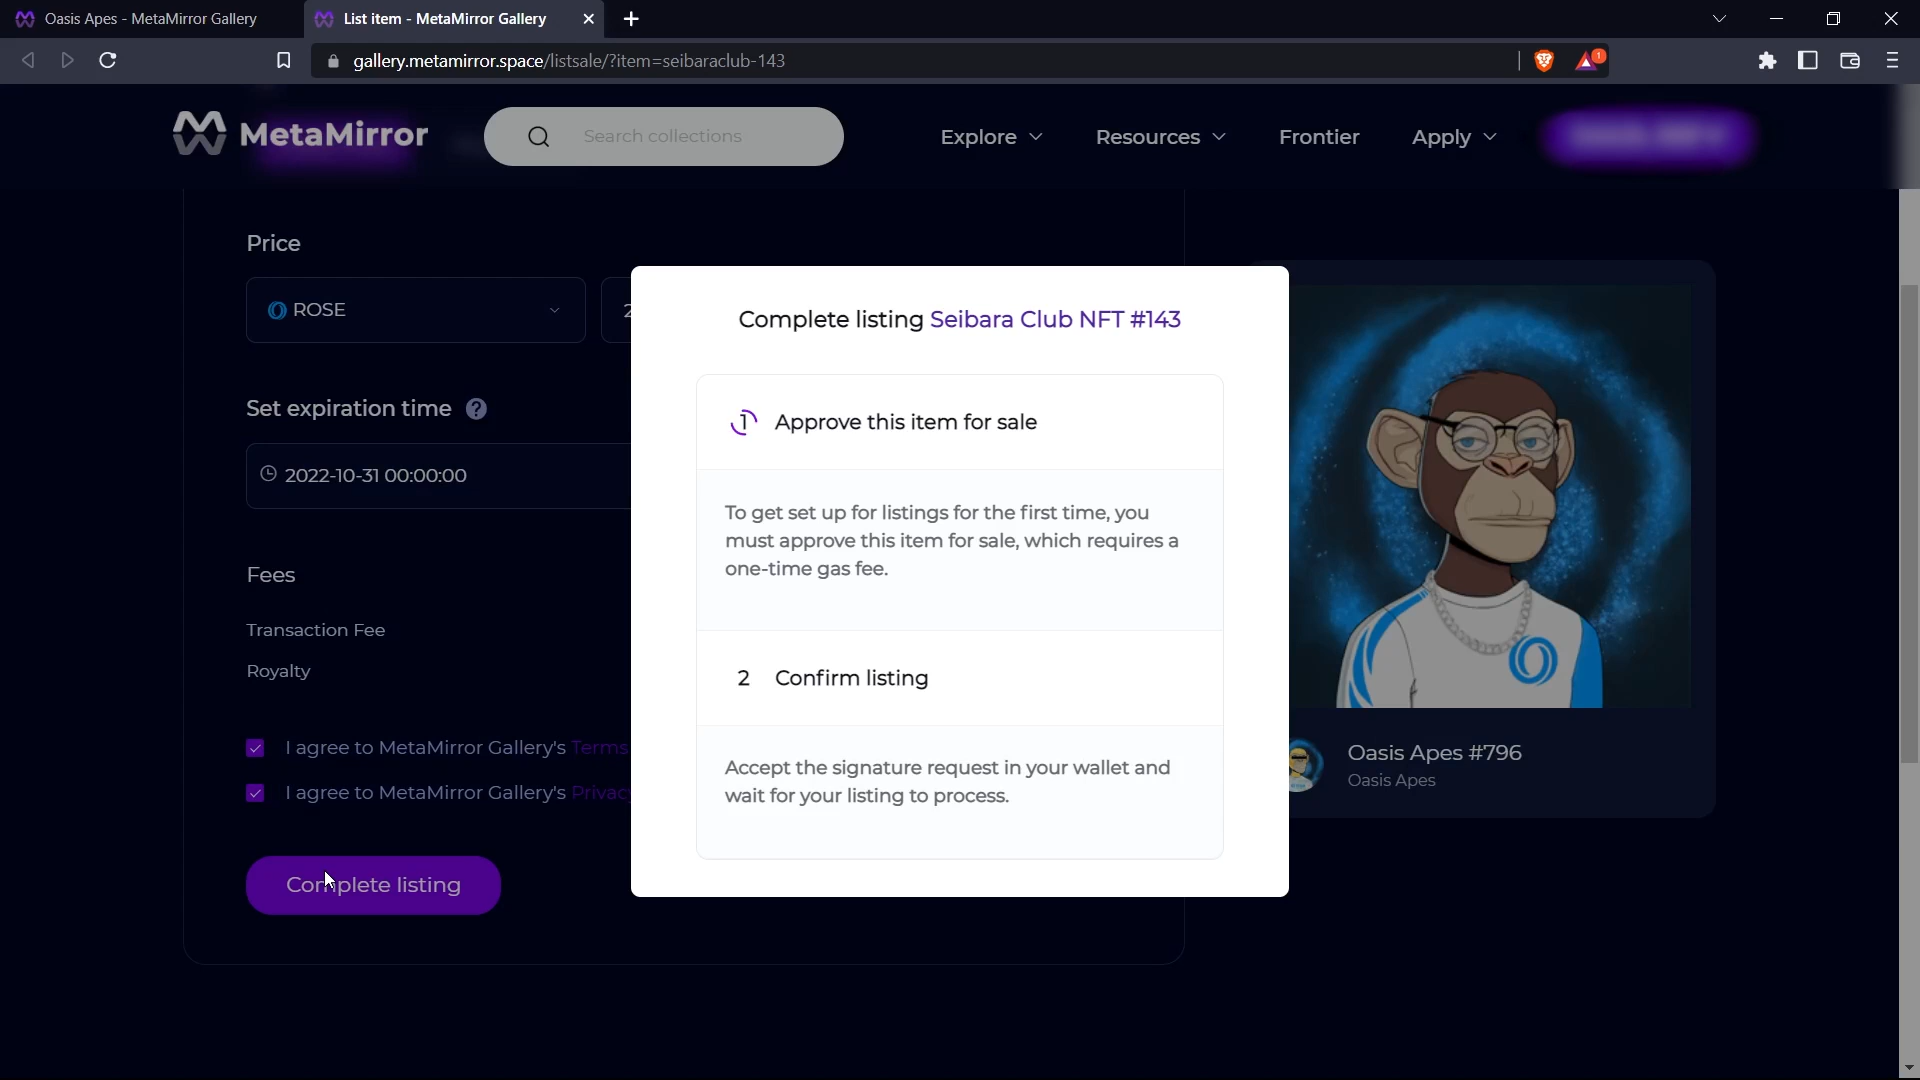 Oasis Apes - MetaMirror Gallery
List item - MetaMirror Gallery
gallery.metamirror.space/listsale/?item=seibaraclub-143
1
MetaMirror
Search collections
Explore
Resources
Frontier
Apply
Price
ROSE
2
Set expiration time ?
2022-10-31 00:00:00
Fees
Transaction Fee
Royalty
I agree to MetaMirror Gallery's Terms
I agree to MetaMirror Gallery's
Complete listing
Complete listing Seibara Club NFT #143
1 Approve this item for sale
To get set up for listings for the first time, you
must approve this item for sale, which requires a
one-time gas fee.
2 Confirm listing
Accept the signature request in your wallet and
wait for your listing to process.
Oasis Apes #796
Oasis Apes